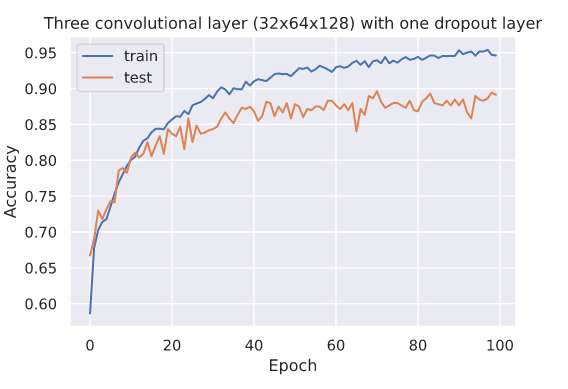 Three convolutional layer (32x64x128) with one dropout layer
train
test
0.95
0.90
0.85
0.80
0.75
0.70
0.65
0.60
Accuracy
0 20 40 60 80 100
Epoch